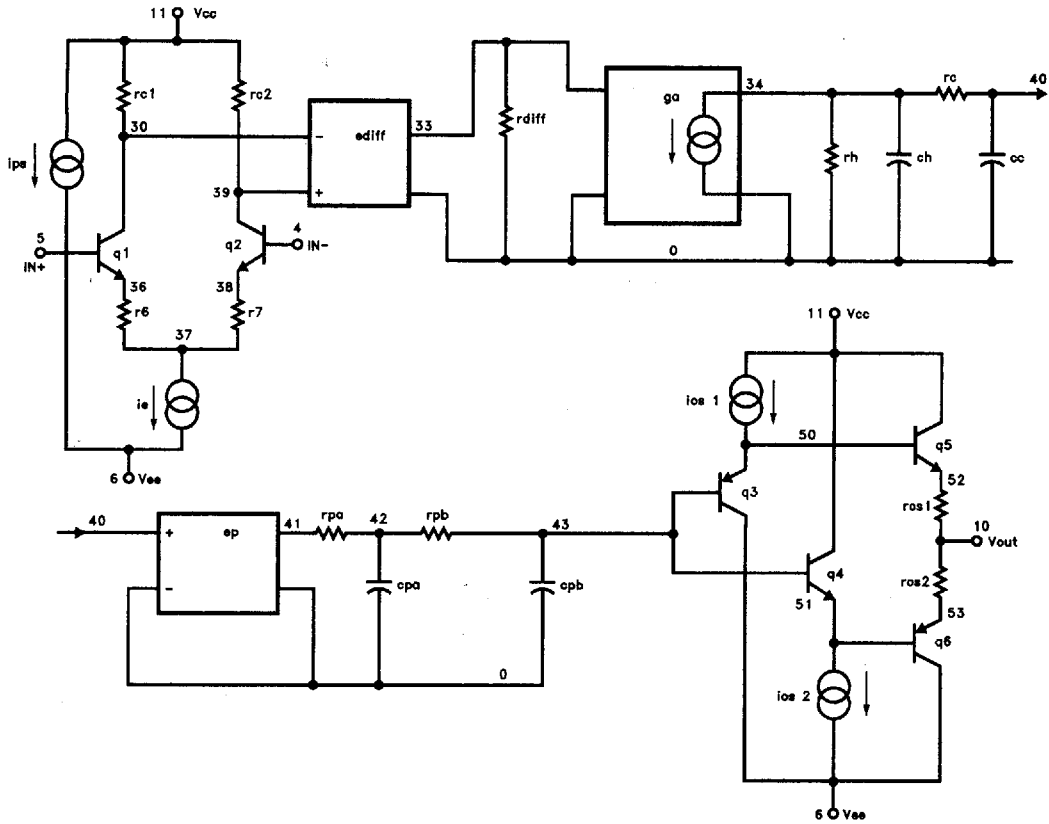 11 Vcc
rc1
rc2
30
ips
39
5
IN+
q1
q2
4
IN-
36
38
r6
r7
37
ie
6 Vee
-
ediff
+
33
rdiff
ga
34
rc
40
rh
ch
cc
0
40
+
ep
-
41
rpa
42
rpb
43
cpa
cpb
0
11 Vcc
ios 1
50
q5
q3
52
ros1
10
Vout
q4
51
ros2
53
q6
ios 2
6 Vee